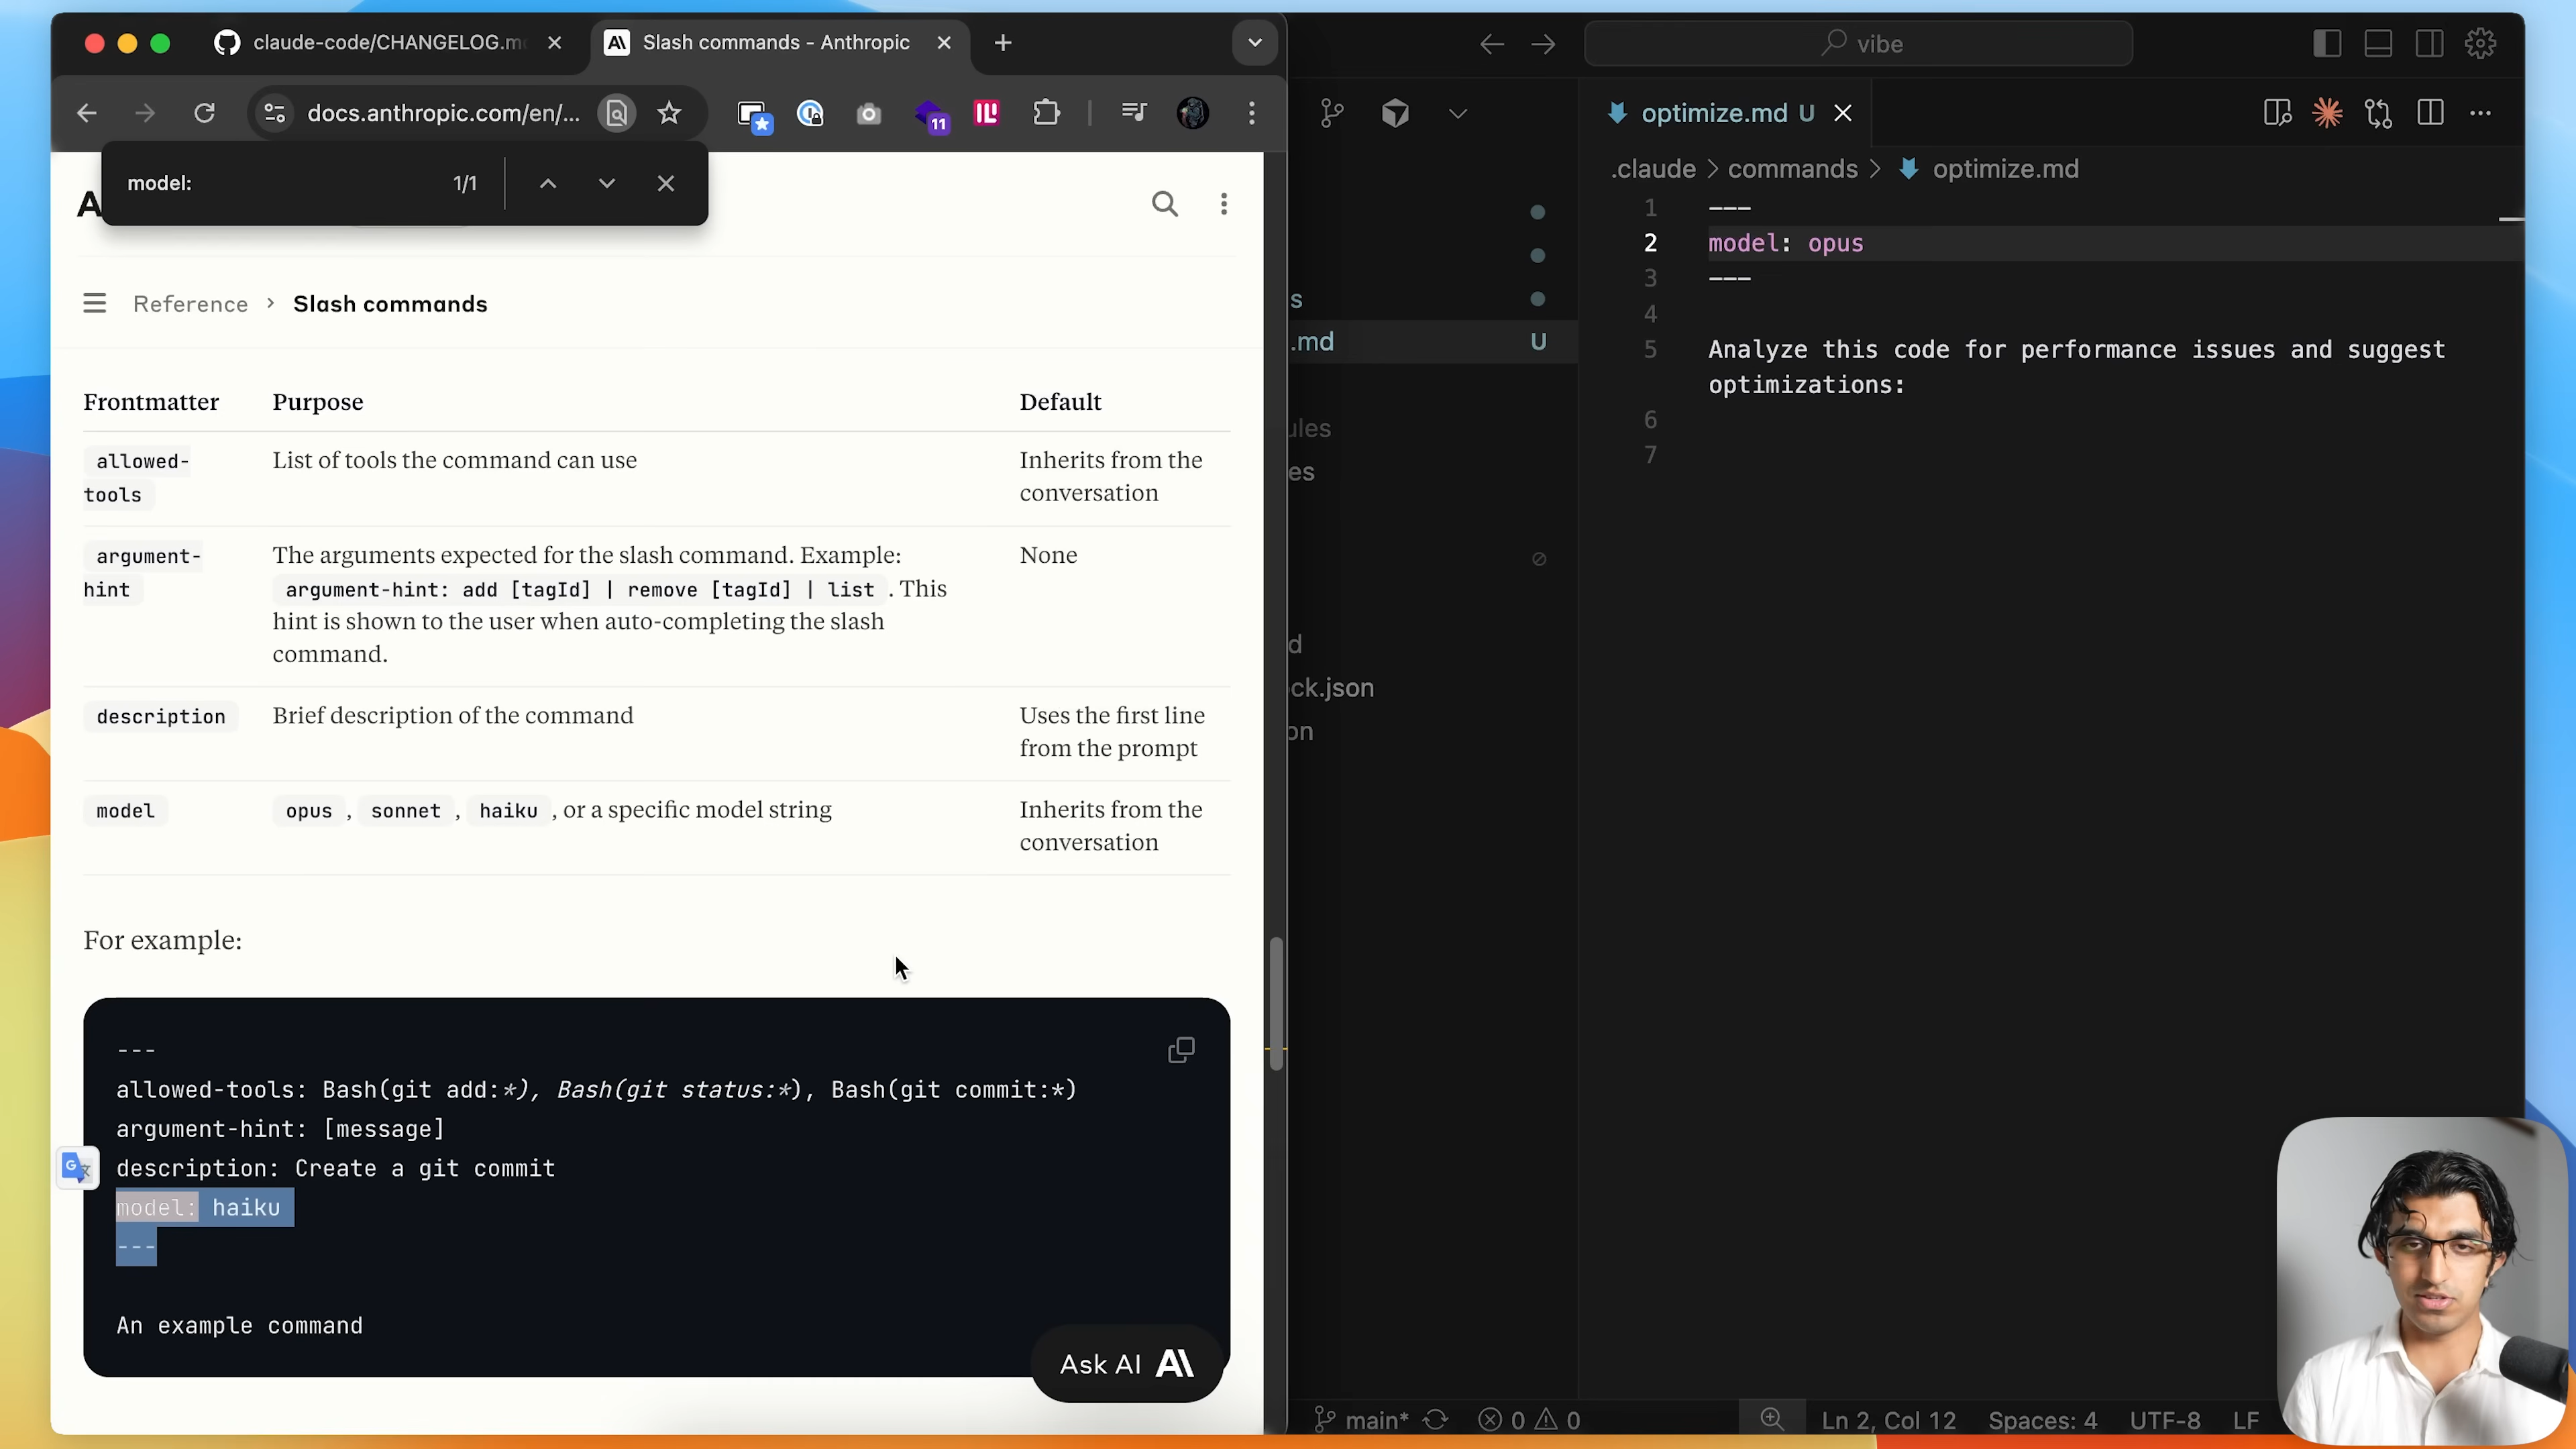 claude-code/CHANGELOG.m
Slash commands - Anthropic
vibe
docs.anthropic.com/en/...
11
model:
1/1
Reference > Slash commands
Frontmatter Purpose Default
allowed-
tools
List of tools the command can use
Inherits from the
conversation
argument-
hint
The arguments expected for the slash command. Example:
argument-hint: add [tagId] | remove [tagId] | list . This
hint is shown to the user when auto-completing the slash
command.
None
description
Brief description of the command
Uses the first line
from the prompt
model
opus , sonnet , haiku , or a specific model string
Inherits from the
conversation
For example:
---
allowed-tools: Bash(git add:*), Bash(git status:*), Bash(git commit:*)
argument-hint: [message]
description: Create a git commit
model: haiku
---
An example command
Ask AI
s
.md U
ules
es
d
ck.json
on
optimize.md U
.claude > commands > optimize.md
1 ---
2 model: opus
3 ---
4
5 Analyze this code for performance issues and suggest
optimizations:
6
7
main* 0 0
Ln 2, Col 12 Spaces: 4 UTF-8 LF